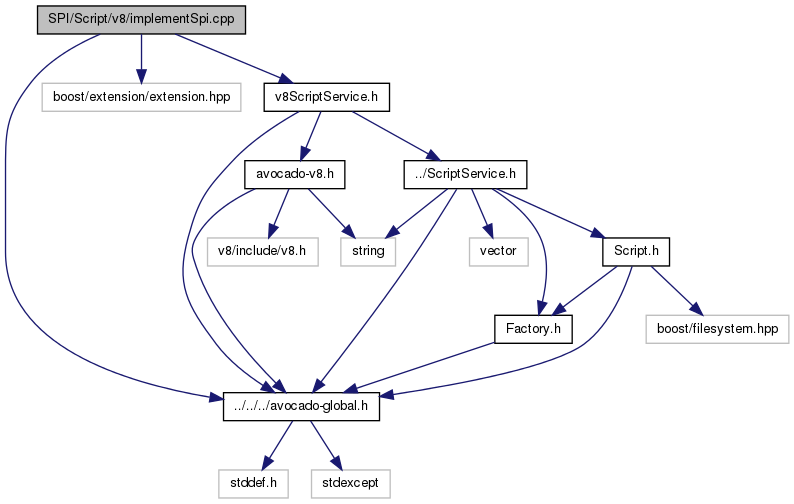 SPI/Script/v8/implementSpi.cpp
boost/extension/extension.hpp
v8ScriptService.h
avocado-v8.h
../ScriptService.h
v8/include/v8.h
string
vector
Script.h
Factory.h
boost/filesystem.hpp
../../../avocado-global.h
stddef.h
stdexcept